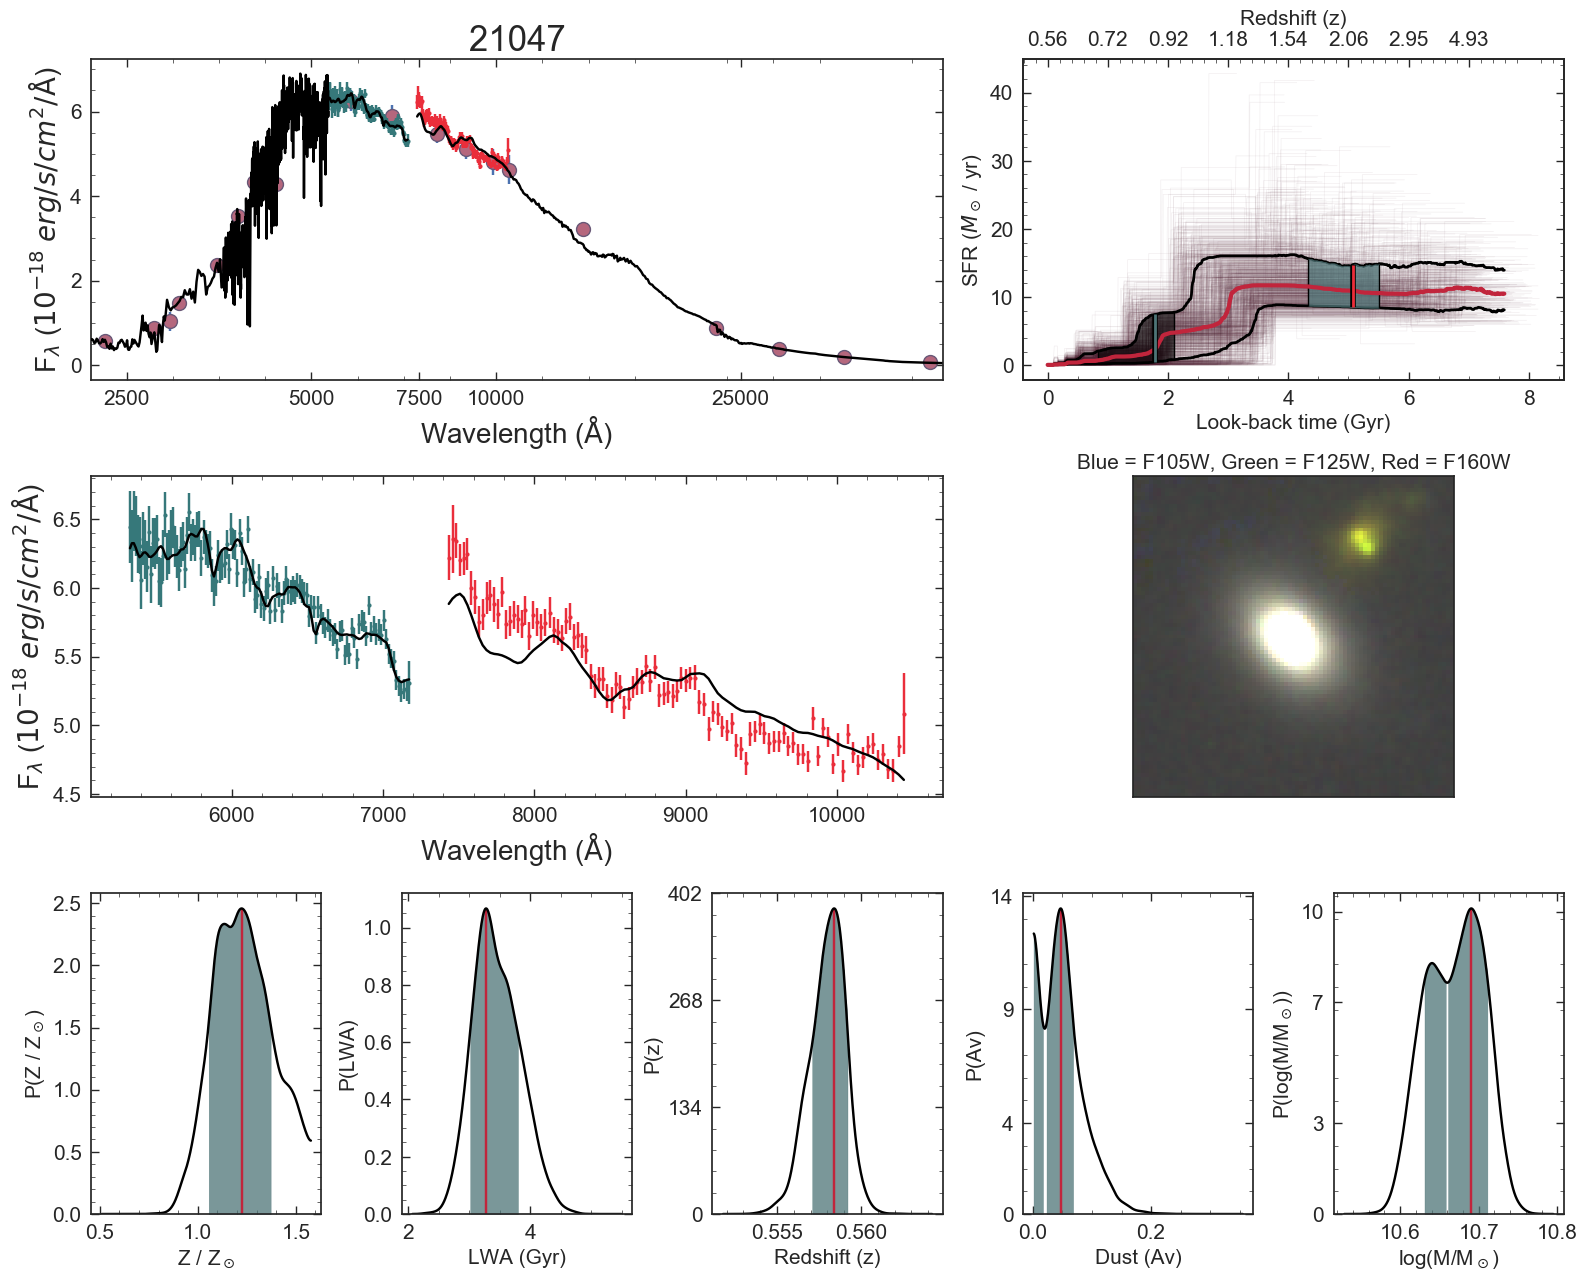 21047
F_λ (10^−18 erg/s/cm^2/Å)
6
4
2
0
2500 5000 7500 10000 25000
Wavelength (Å)
Redshift (z)
0.56 0.72 0.92 1.18 1.54 2.06 2.95 4.93
SFR (M_⊙ / yr)
40
30
20
10
0
0 2 4 6 8
Look-back time (Gyr)
F_λ (10^−18 erg/s/cm^2/Å)
6.5
6.0
5.5
5.0
4.5
6000 7000 8000 9000 10000
Wavelength (Å)
Blue = F105W, Green = F125W, Red = F160W
P(Z / Z_⊙)
2.5
2.0
1.5
1.0
0.5
0.0
0.5 1.0 1.5
Z / Z_⊙
P(LWA)
1.0
0.8
0.6
0.4
0.2
0.0
2 4
LWA (Gyr)
P(z)
402
268
134
0
0.555 0.560
Redshift (z)
P(Av)
14
9
4
0
0.0 0.2
Dust (Av)
P(log(M/M_⊙))
10
7
3
0
10.6 10.7 10.8
log(M/M_⊙)